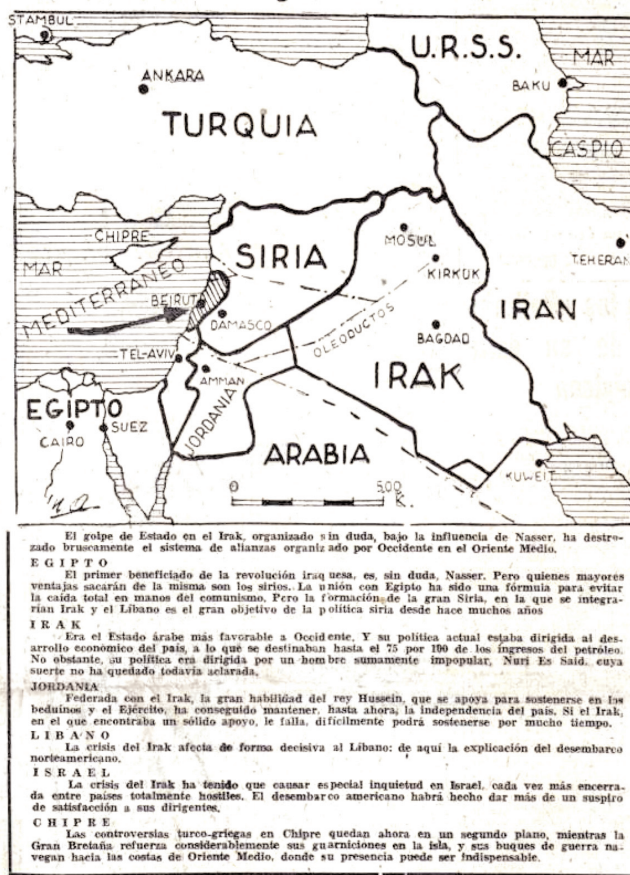 STAMBUL
U.R.S.S.
MAR
ANKARA
BAKU
TURQUIA
CASPIO
CHIPRE
MOSUL
SIRIA
TEHERAN
MAR
KIRKUK
MEDITERRANEO
BEIRUT
IRAN
DAMASCO
OLEODUCTOS
BAGDAD
TEL-AVIV
AMMAN
IRAK
EGIPTO
JORDANIA
SUEZ
CAIRO
ARABIA
KUWEIT
0 500
El golpe de Estado en el Irak, organizado sin duda, bajo la influencia de Nasser, ha destro-
zado bruscamente el sistema de alianzas organizado por Occidente en el Oriente Medio.
EGIPTO
El primer beneficiado de la revolución iraquesa, es, sin duda, Nasser. Pero quienes mayores
ventajas sacarán de la misma son los sirios. La unión con Egipto ha sido una fórmula para evitar
la caída total en manos del comunismo. Pero la formación de la gran Siria, en la que se integra-
rían Irak y el Líbano es el gran objetivo de la política siria desde hace muchos años
IRAK
Era el Estado árabe más favorable a Occidente. Y su política actual estaba dirigida al des-
arrollo económico del país, a lo que se destinaban hasta el 75 por 100 de los ingresos del petróleo.
No obstante, su política era dirigida por un hombre sumamente impopular, Nuri Es Said, cuya
suerte no ha quedado todavía aclarada.
JORDANIA
Federada con el Irak, la gran habilidad del rey Hussein, que se apoya para sostenerse en los
beduinos y el Ejército, ha conseguido mantener, hasta ahora, la independencia del país. Si el Irak,
en el que encontraba un sólido apoyo, le falla, difícilmente podrá sostenerse por mucho tiempo.
LIBANO
La crisis del Irak afecta de forma decisiva al Líbano: de aquí la explicación del desembarco
norteamericano.
ISRAEL
La crisis del Irak ha tenido que causar especial inquietud en Israel, cada vez más encerra-
da entre países totalmente hostiles. El desembarco americano habrá hecho dar más de un suspiro
de satisfacción a sus dirigentes.
CHIPRE
Las controversias turco-griegas en Chipre quedan ahora en un segundo plano, mientras la
Gran Bretaña refuerza considerablemente sus guarniciones en la isla, y sus buques de guerra na-
vegan hacia las costas de Oriente Medio, donde su presencia puede ser indispensable.